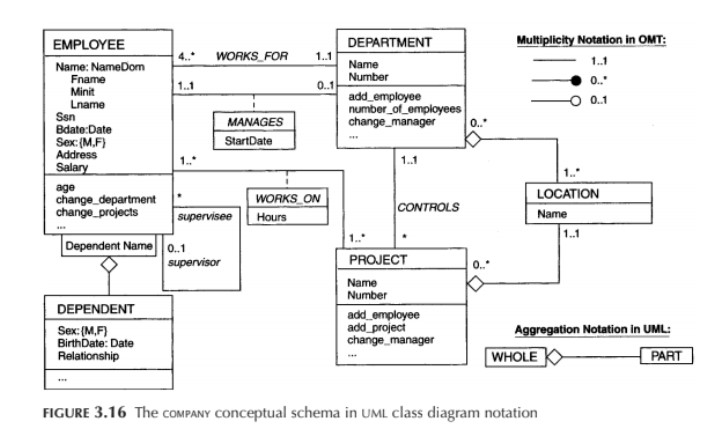 EMPLOYEE
Name: NameDom
Fname
Minit
Lname
Ssn
Bdate:Date
Sex:{M,F}
Address
Salary
age
change_department
change_projects
...
Dependent Name
DEPENDENT
Sex:{M,F}
BirthDate: Date
Relationship
...
4..* WORKS_FOR 1..1
1..1 0..1
MANAGES
StartDate
1..*
WORKS_ON
Hours
1..*
*
supervisee
0..1
supervisor
DEPARTMENT
Name
Number
add_employee
number_of_employees
change_manager
...
0..*
1..1
CONTROLS
*
PROJECT
Name
Number
add_employee
add_project
change_manager
...
0..*
1..*
LOCATION
Name
1..1
Multiplicity Notation in OMT:
1..1
0..*
0..1
Aggregation Notation in UML:
WHOLE PART
FIGURE 3.16 The COMPANY conceptual schema in UML class diagram notation